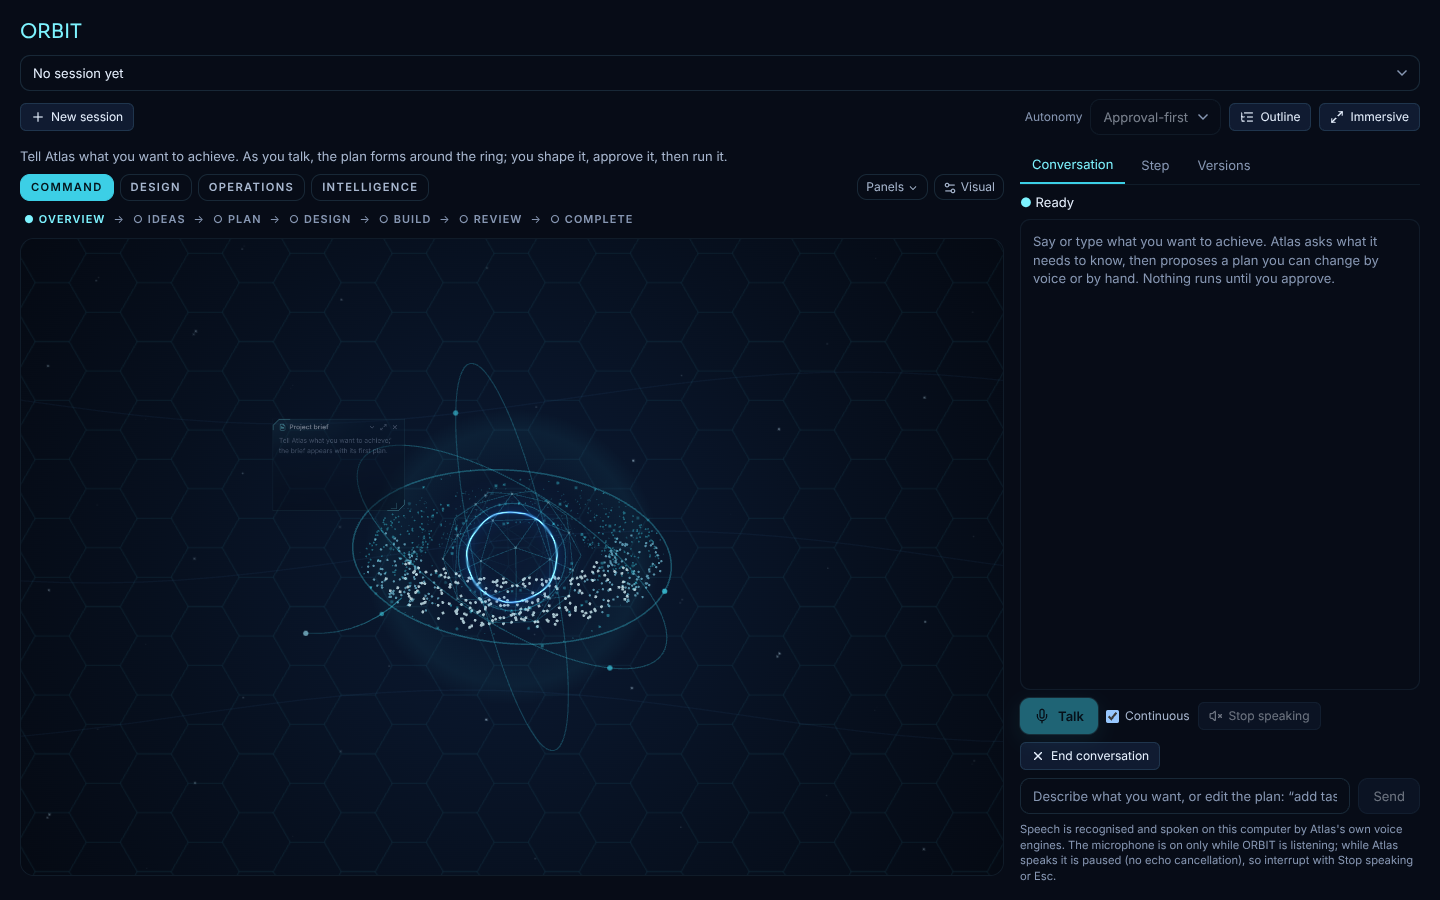 ORBIT
No session yet
New session
Autonomy
Approval-first
Outline
Immersive
Tell Atlas what you want to achieve. As you talk, the plan forms around the ring; you shape it, approve it, then run it.
COMMAND
DESIGN
OPERATIONS
INTELLIGENCE
Panels
Visual
OVERVIEW → IDEAS → PLAN → DESIGN → BUILD → REVIEW → COMPLETE
Project brief
Tell Atlas what you want to achieve;
the brief appears with its first plan.
Conversation
Step
Versions
Ready
Say or type what you want to achieve. Atlas asks what it
needs to know, then proposes a plan you can change by
voice or by hand. Nothing runs until you approve.
Talk
Continuous
Stop speaking
End conversation
Describe what you want, or edit the plan: “add tas
Send
Speech is recognised and spoken on this computer by Atlas's own voice
engines. The microphone is on only while ORBIT is listening; while Atlas
speaks it is paused (no echo cancellation), so interrupt with Stop speaking
or Esc.